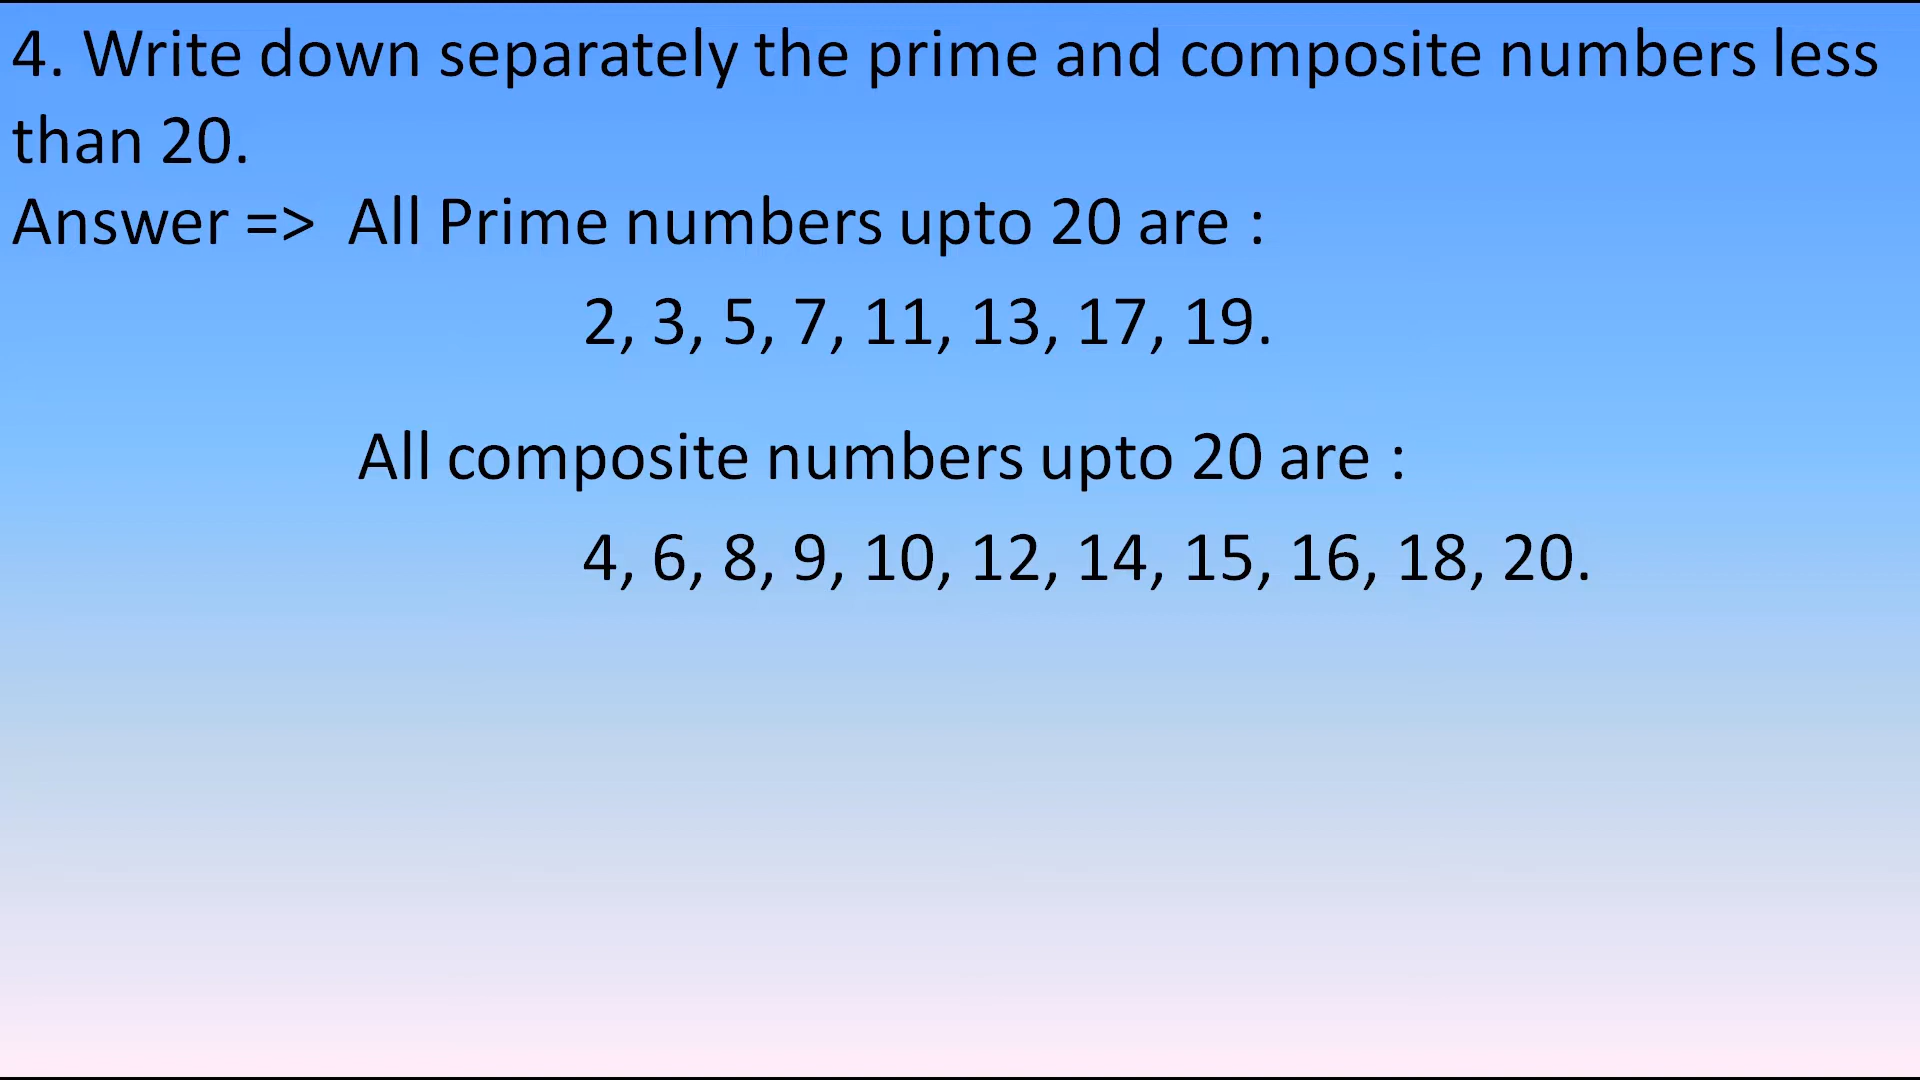 4. Write down separately the prime and composite numbers less
than 20.
Answer => All Prime numbers upto 20 are :
2, 3, 5, 7, 11, 13, 17, 19.
All composite numbers upto 20 are :
4, 6, 8, 9, 10, 12, 14, 15, 16, 18, 20.